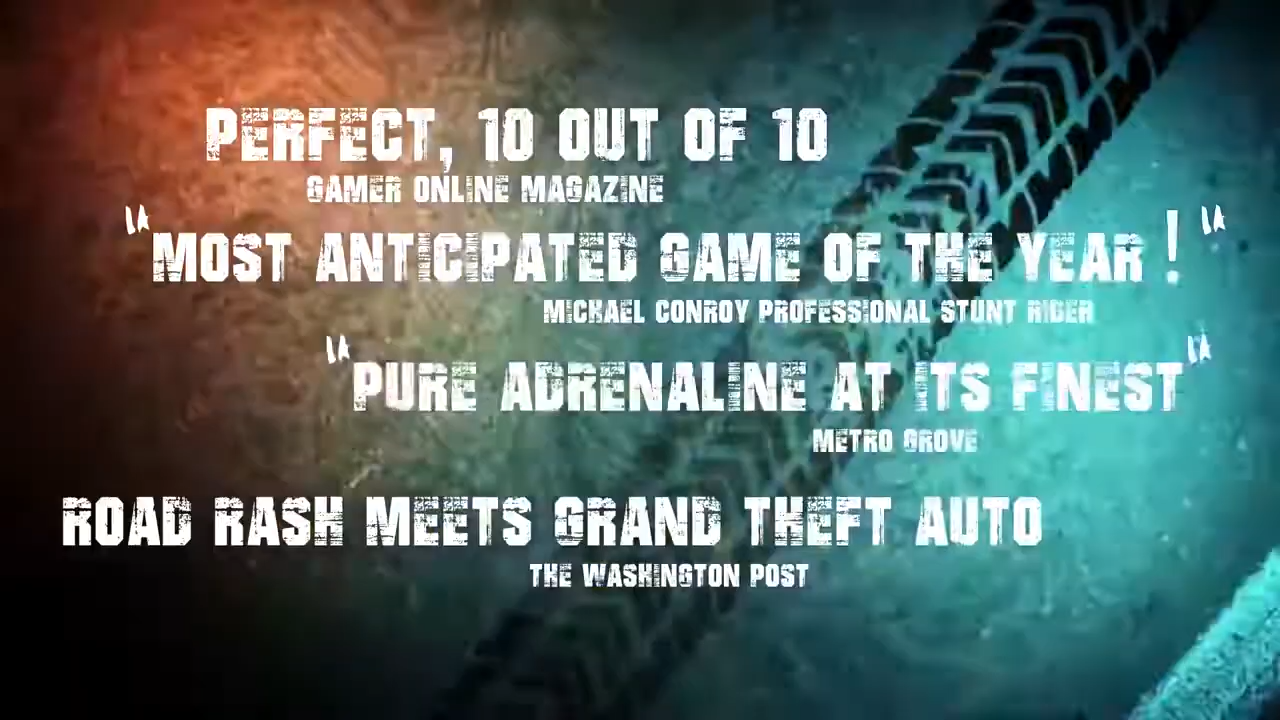 PERFECT, 10 OUT OF 10
GAMER ONLINE MAGAZINE
"MOST ANTICIPATED GAME OF THE YEAR ! "
MICHAEL CONROY PROFESSIONAL STUNT RIDER
"PURE ADRENALINE AT ITS FINEST"
METRO GROVE
ROAD RASH MEETS GRAND THEFT AUTO
THE WASHINGTON POST